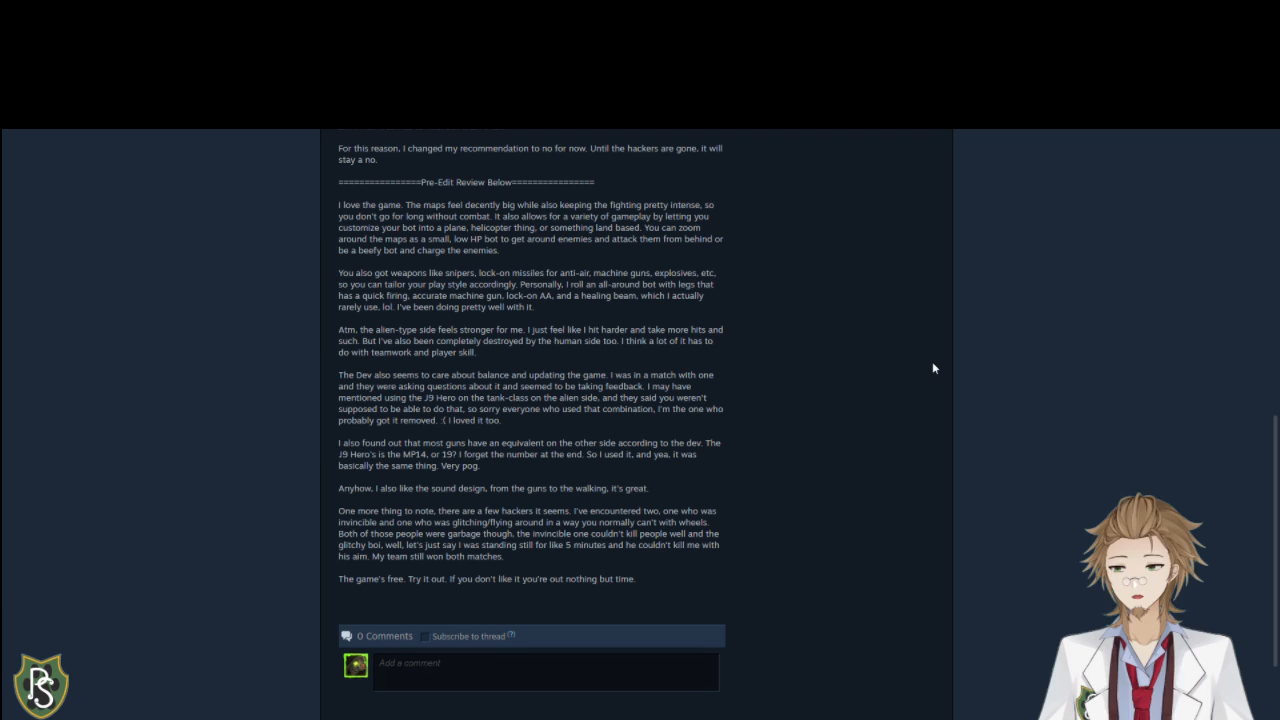 For this reason, I changed my recommendation to no for now. Until the hackers are gone, it will
stay a no.
================Pre-Edit Review Below================
I love the game. The maps feel decently big while also keeping the fighting pretty intense, so
you don't go for long without combat. It also allows for a variety of gameplay by letting you
customize your bot into a plane, helicopter thing, or something land based. You can zoom
around the maps as a small, low HP bot to get around enemies and attack them from behind or
be a beefy bot and charge the enemies.
You also got weapons like snipers, lock-on missiles for anti-air, machine guns, explosives, etc,
so you can tailor your play style accordingly. Personally, I roll an all-around bot with legs that
has a quick firing, accurate machine gun, lock-on AA, and a healing beam, which I actually
rarely use, lol. I've been doing pretty well with it.
Atm, the alien-type side feels stronger for me. I just feel like I hit harder and take more hits and
such. But I've also been completely destroyed by the human side too. I think a lot of it has to
do with teamwork and player skill.
The Dev also seems to care about balance and updating the game. I was in a match with one
and they were asking questions about it and seemed to be taking feedback. I may have
mentioned using the J9 Hero on the tank-class on the alien side, and they said you weren't
supposed to be able to do that, so sorry everyone who used that combination, I'm the one who
probably got it removed. :( I loved it too.
I also found out that most guns have an equivalent on the other side according to the dev. The
J9 Hero's is the MP14, or 19? I forget the number at the end. So I used it, and yea, it was
basically the same thing. Very pog.
Anyhow, I also like the sound design, from the guns to the walking, it's great.
One more thing to note, there are a few hackers it seems. I've encountered two, one who was
invincible and one who was glitching/flying around in a way you normally can't with wheels.
Both of those people were garbage though, the invincible one couldn't kill people well and the
glitchy boi, well, let's just say I was standing still for like 5 minutes and he couldn't kill me with
his aim. My team still won both matches.
The game's free. Try it out. If you don't like it you're out nothing but time.
0 Comments Subscribe to thread (?)
Add a comment
PS